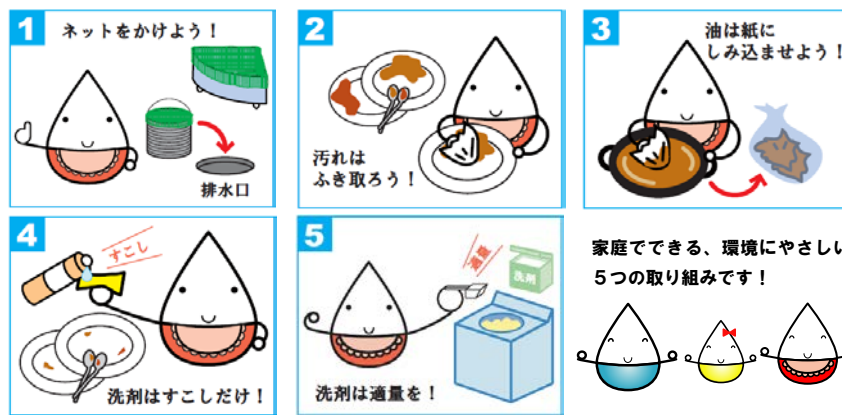 1
ネットをかけよう！
排水口
2
汚れは
ふき取ろう！
3
油は紙に
しみ込ませよう！
4
すこし
洗剤はすこしだけ！
5
適量
洗剤
洗剤は適量を！
家庭でできる、環境にやさしい
５つの取り組みです！